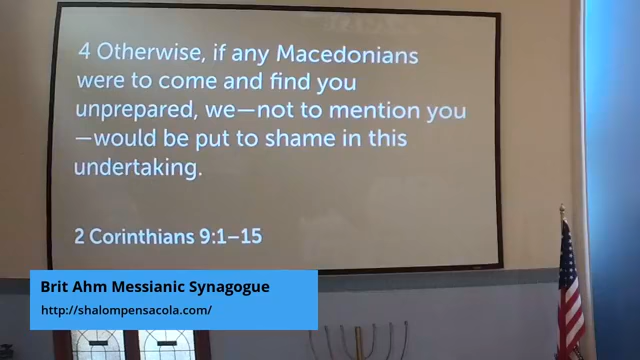 4 Otherwise, if any Macedonians
were to come and find you
unprepared, we—not to mention you
—would be put to shame in this
undertaking.
2 Corinthians 9:1–15
Brit Ahm Messianic Synagogue
http://shalompensacola.com/